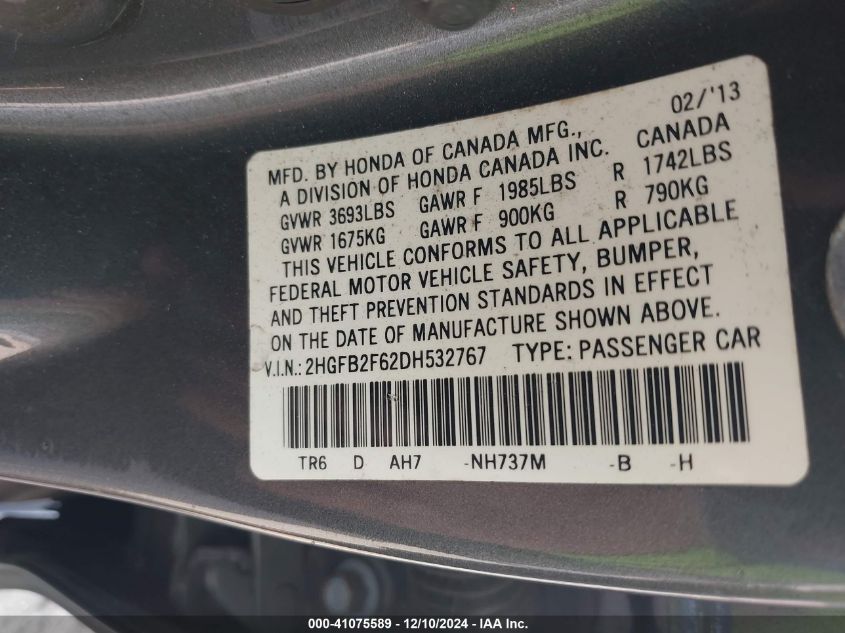 02/'13
MFD. BY HONDA OF CANADA MFG.,
A DIVISION OF HONDA CANADA INC. CANADA
GVWR 3693LBS GAWR F 1985LBS R 1742LBS
GVWR 1675KG GAWR F 900KG R 790KG
THIS VEHICLE CONFORMS TO ALL APPLICABLE
FEDERAL MOTOR VEHICLE SAFETY, BUMPER,
AND THEFT PREVENTION STANDARDS IN EFFECT
ON THE DATE OF MANUFACTURE SHOWN ABOVE.
V.I.N.: 2HGFB2F62DH532767 TYPE: PASSENGER CAR
TR6 D AH7 -NH737M -B -H
000-41075589 - 12/10/2024 - IAA Inc.